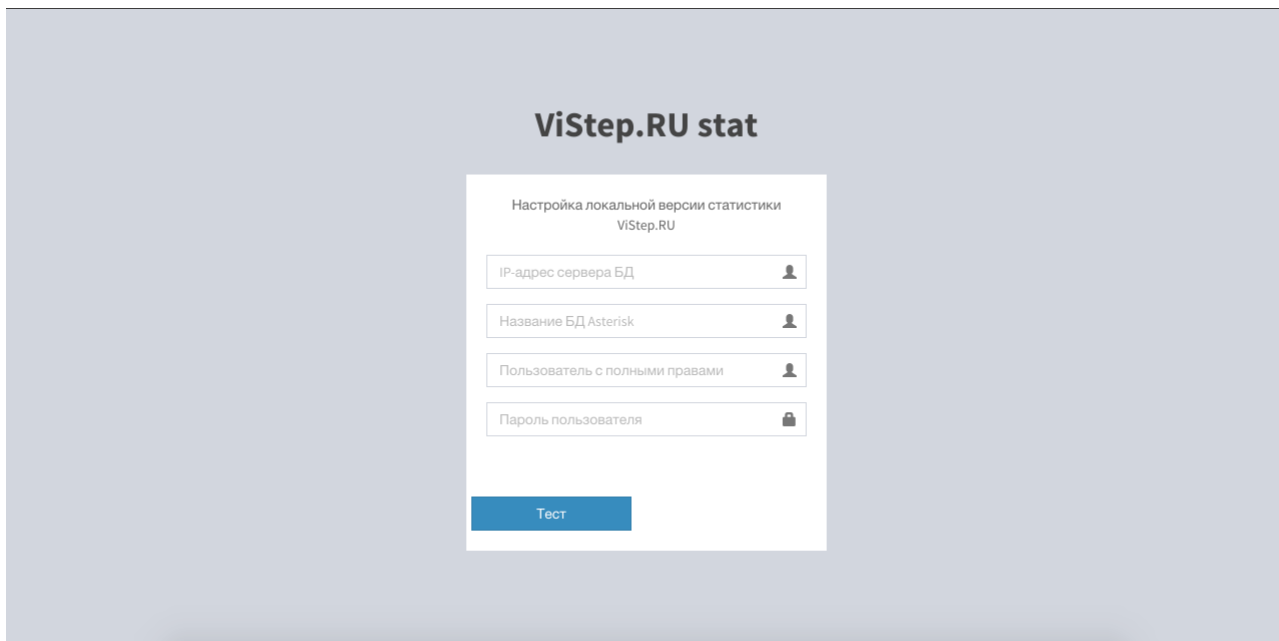 ViStep.RU stat
Настройка локальной версии статистики
ViStep.RU
IP-адрес сервера БД
Название БД Asterisk
Пользователь с полными правами
Пароль пользователя
Тест